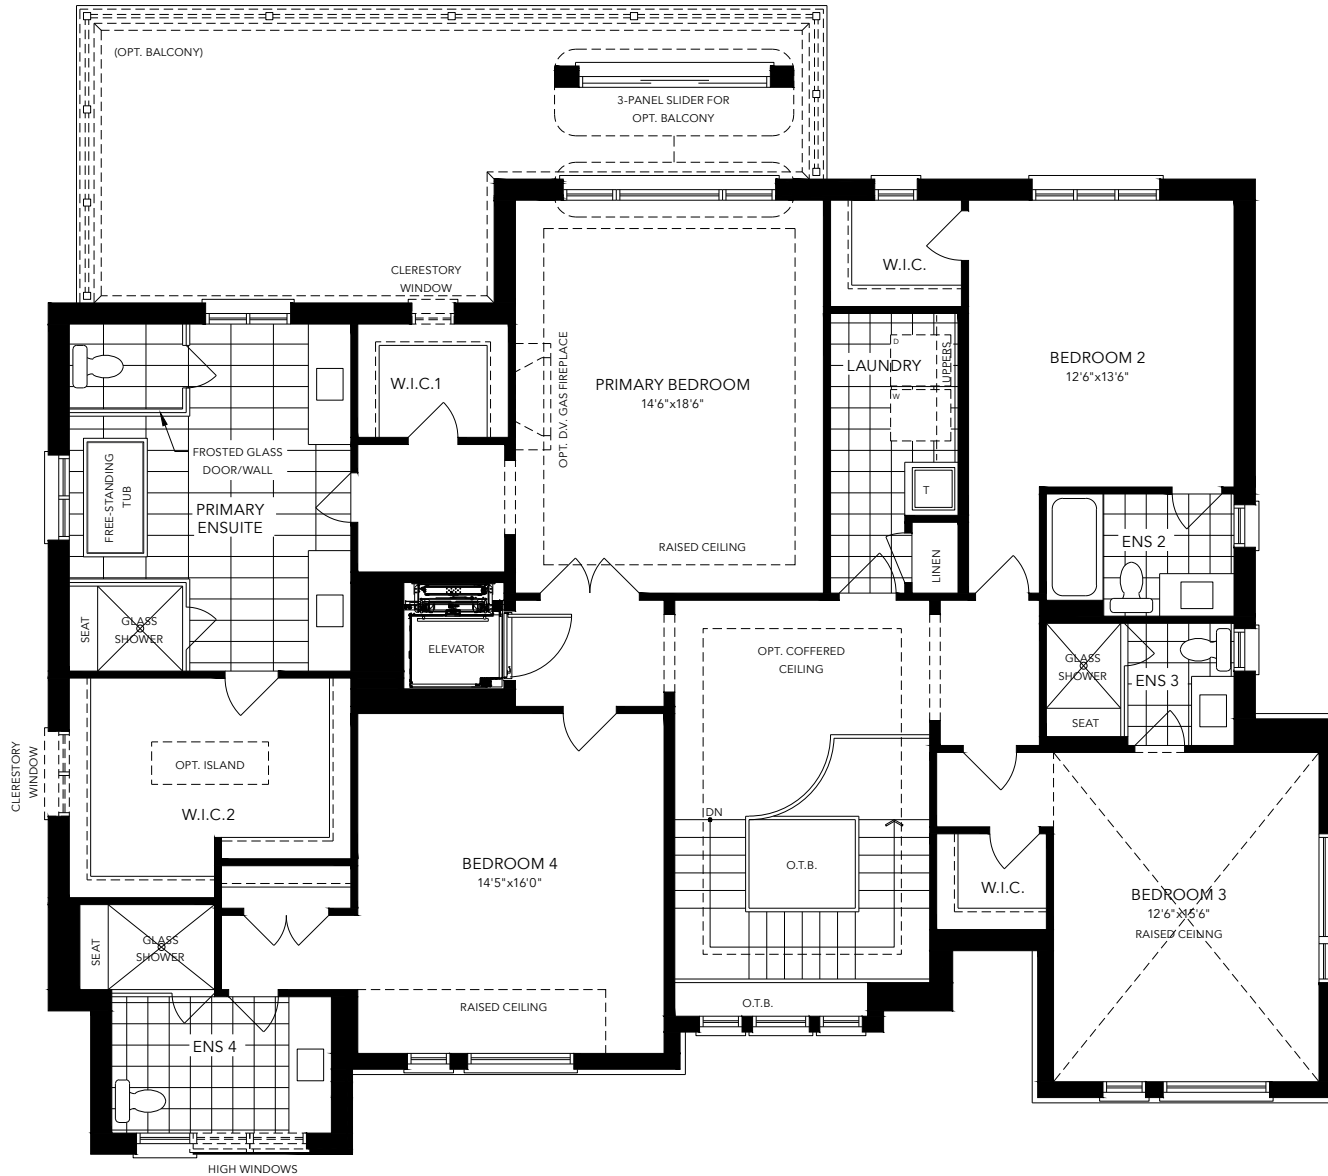 (OPT. BALCONY)
3-PANEL SLIDER FOR
OPT. BALCONY
CLERESTORY
WINDOW
W.I.C.
W.I.C.1
OPT. D.V. GAS FIREPLACE
PRIMARY BEDROOM
14'6"x18'6"
RAISED CEILING
LAUNDRY
D
W
UPPERS
T
LINEN
BEDROOM 2
12'6"x13'6"
FROSTED GLASS
DOOR/WALL
FREE-STANDING
TUB
PRIMARY
ENSUITE
SEAT
GLASS
SHOWER
ELEVATOR
ENS 2
OPT. COFFERED
CEILING
GLASS
SHOWER
SEAT
ENS 3
CLERESTORY
WINDOW
OPT. ISLAND
W.I.C.2
BEDROOM 4
14'5"x16'0"
RAISED CEILING
DN
O.T.B.
O.T.B.
W.I.C.
BEDROOM 3
12'6"x15'6"
RAISED CEILING
SEAT
GLASS
SHOWER
ENS 4
HIGH WINDOWS